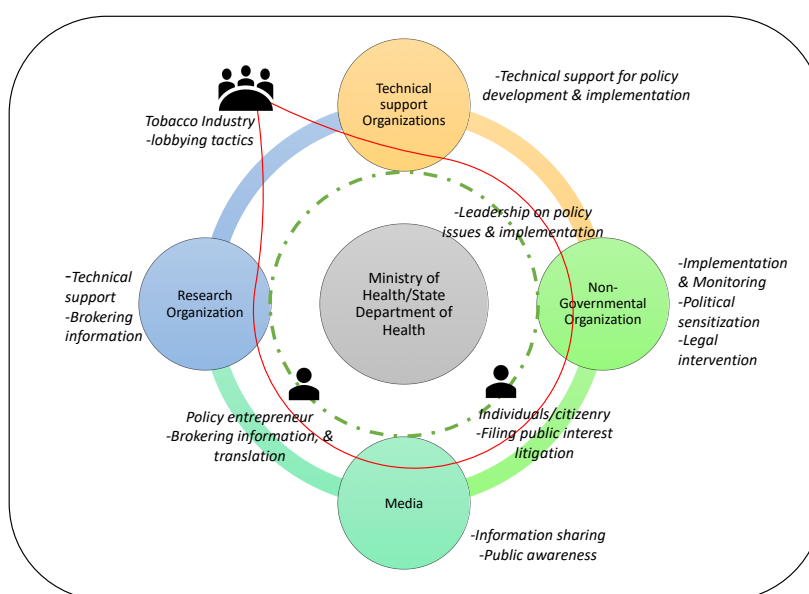 Technical
support
Organizations
-Technical support for policy
development & implementation
Tobacco Industry
-lobbying tactics
-Leadership on policy
issues & implementation
-Technical
support
-Brokering
information
Research
Organization
Ministry of
Health/State
Department of
Health
Non-
Governmental
Organization
-Implementation
& Monitoring
-Political
sensitization
-Legal
intervention
Policy entrepreneur
-Brokering information, &
translation
Individuals/citizenry
-Filing public interest
litigation
Media
-Information sharing
-Public awareness